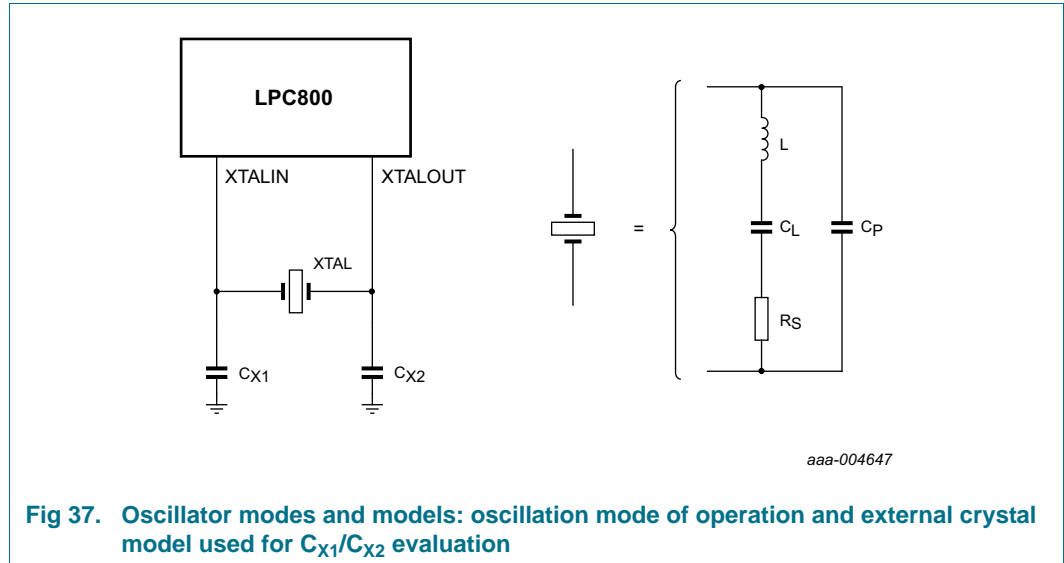 LPC800
XTALIN
XTALOUT
XTAL
CX1
CX2
=
L
CL
CP
RS
aaa-004647
Fig 37. Oscillator modes and models: oscillation mode of operation and external crystal
model used for CX1/CX2 evaluation